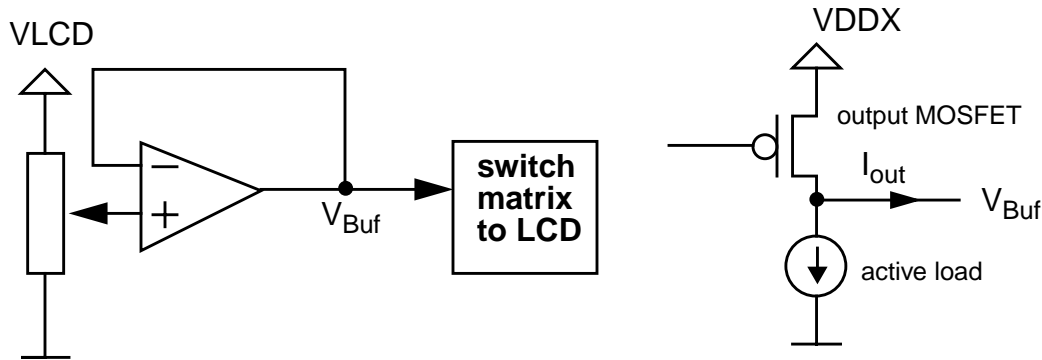 VLCD
−
+
V_Buf
switch
matrix
to LCD
VDDX
output MOSFET
I_out
V_Buf
active load